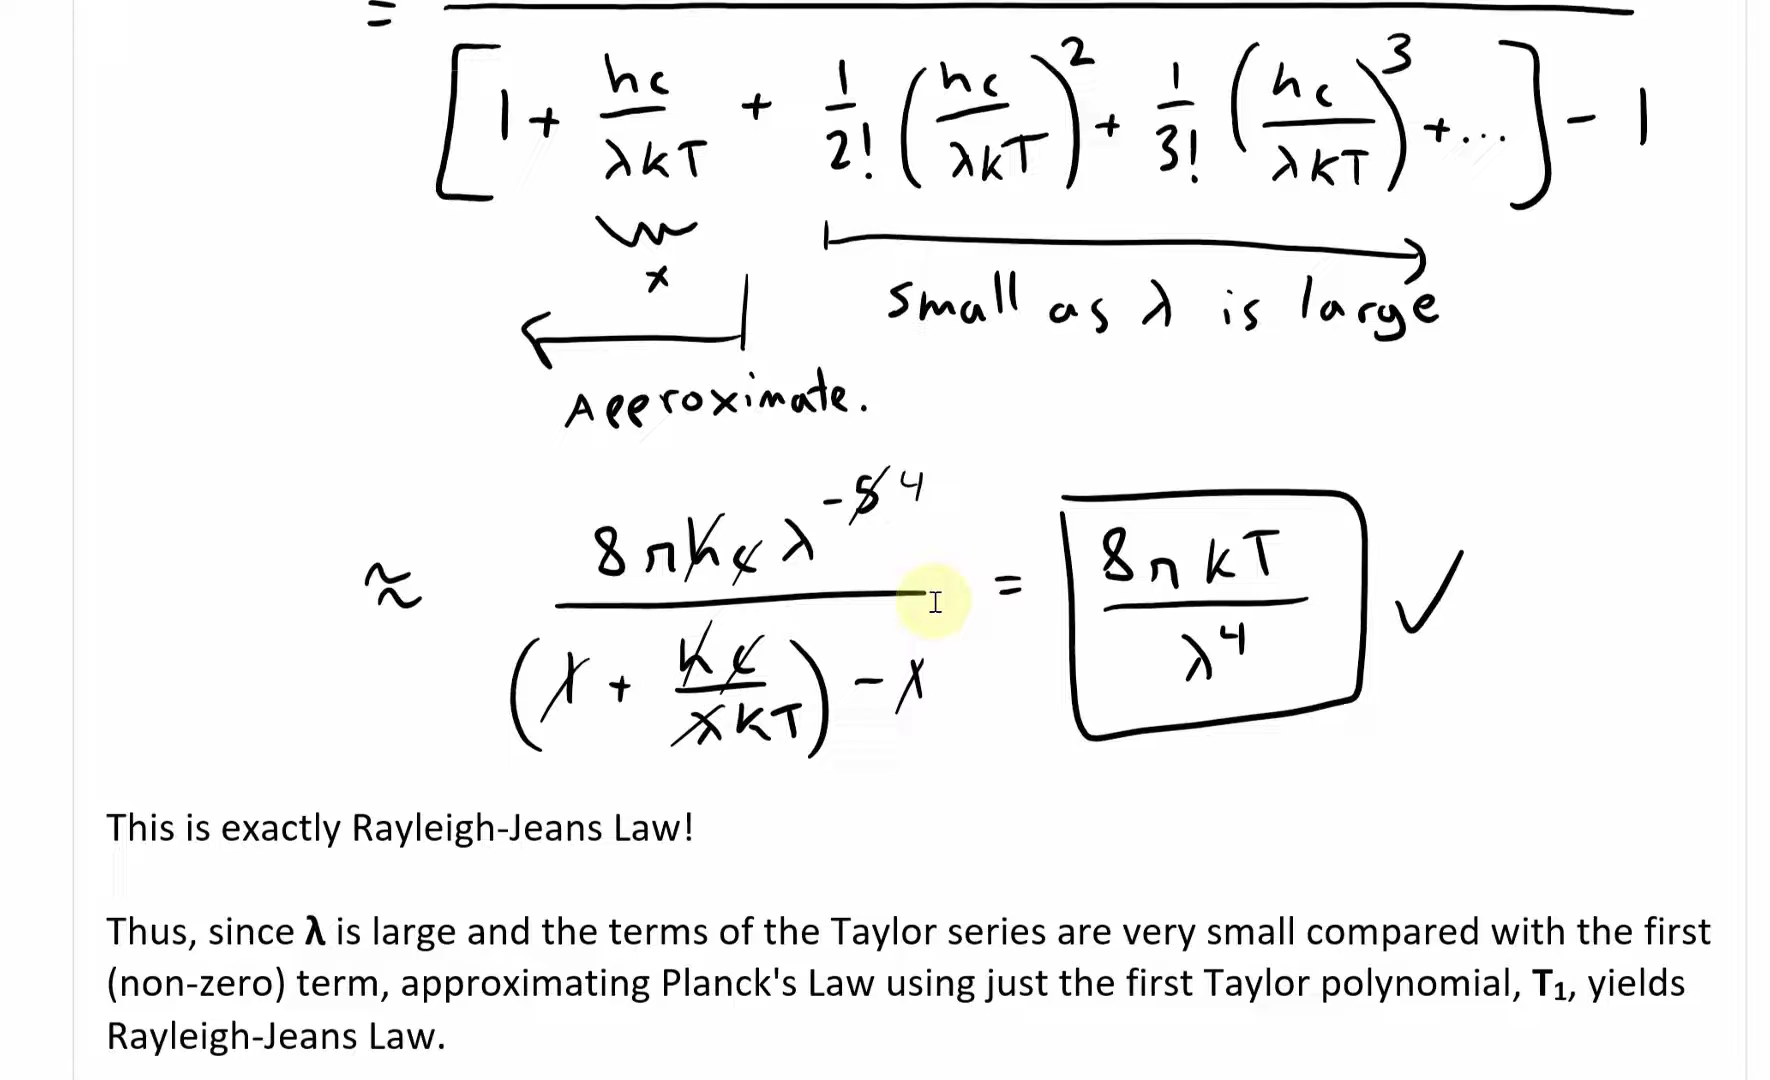 =
[1 + hc/λkT + 1/2! (hc/λkT)² + 1/3! (hc/λkT)³ + ...] - 1
x
small as λ is large
Approximate.
≈ 8πhcλ⁻⁵ ⁴ / (1 + hc/λkT) - 1 = 8πkT/λ⁴ ✓
This is exactly Rayleigh-Jeans Law!
Thus, since λ is large and the terms of the Taylor series are very small compared with the first
(non-zero) term, approximating Planck's Law using just the first Taylor polynomial, T₁, yields
Rayleigh-Jeans Law.